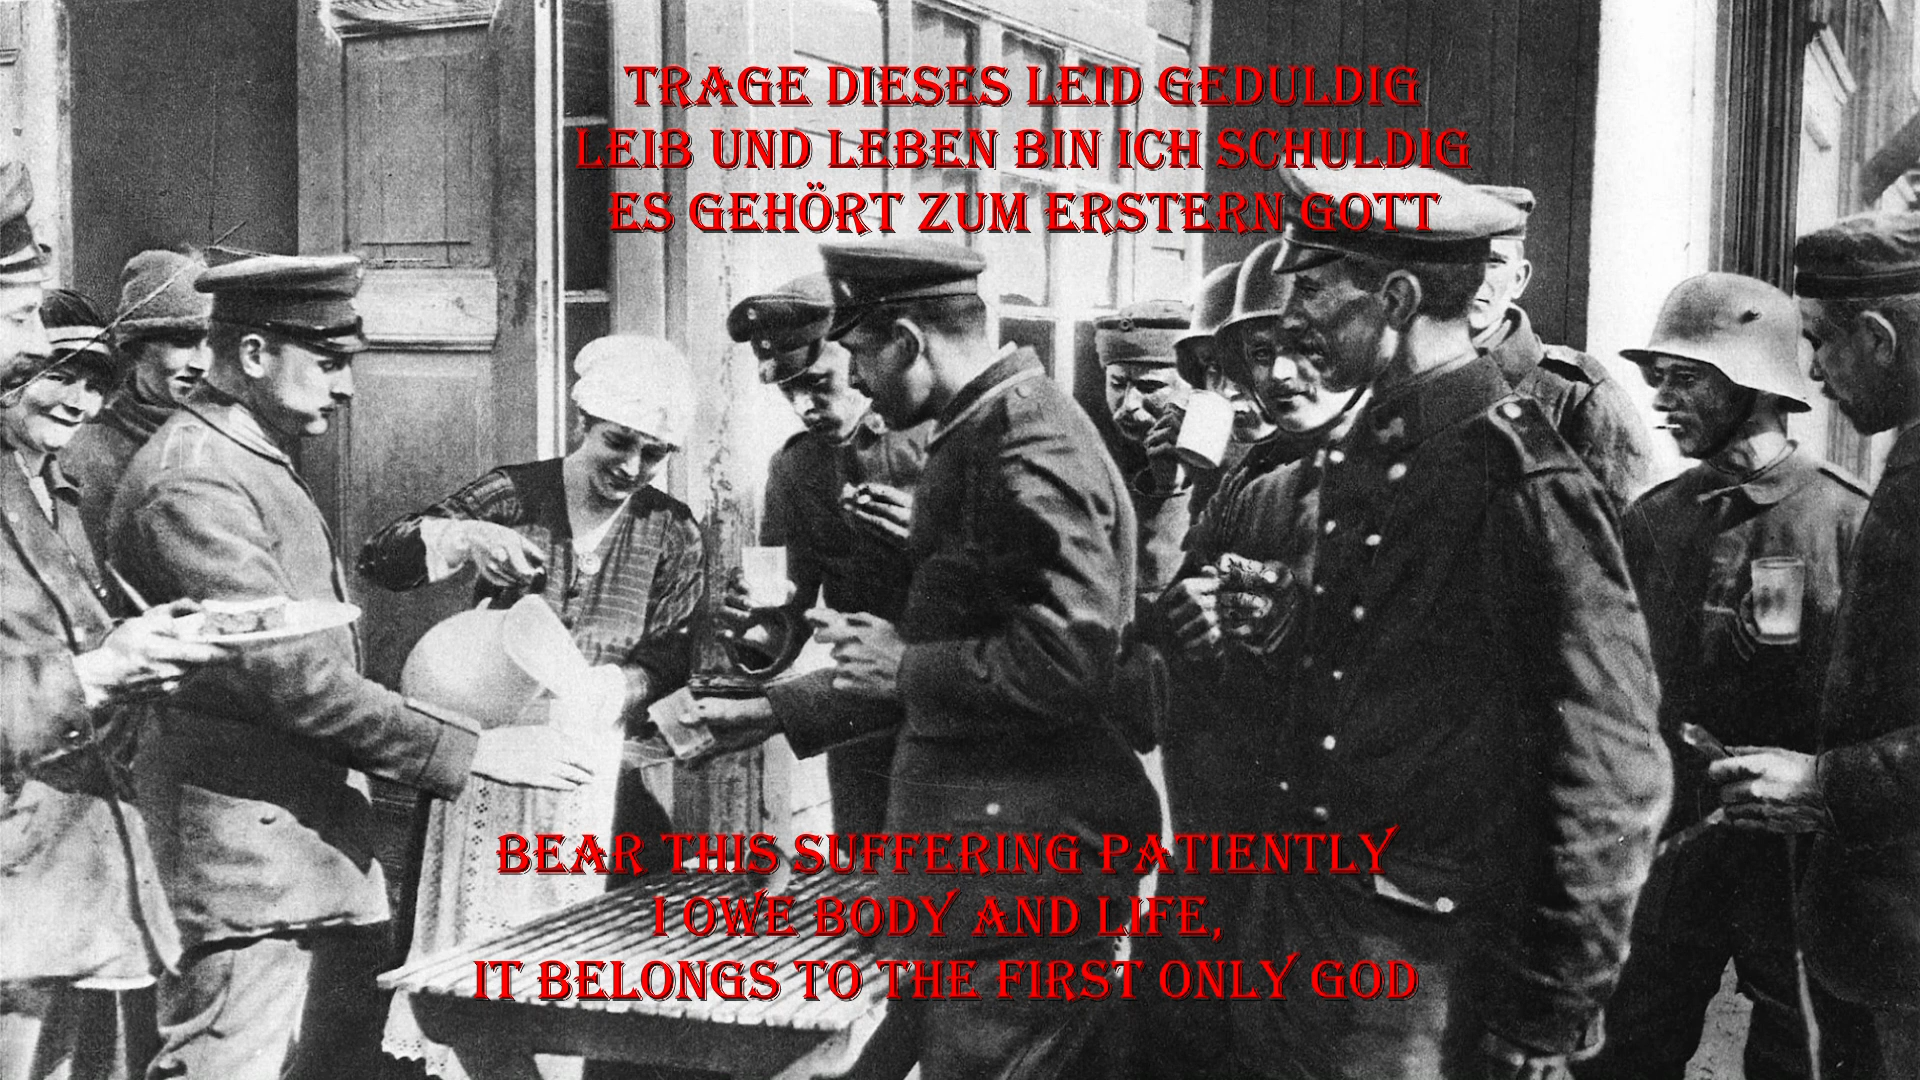 TRAGE DIESES LEID GEDULDIG
LEIB UND LEBEN BIN ICH SCHULDIG
ES GEHÖRT ZUM ERSTERN GOTT
BEAR THIS SUFFERING PATIENTLY
I OWE BODY AND LIFE,
IT BELONGS TO THE FIRST ONLY GOD